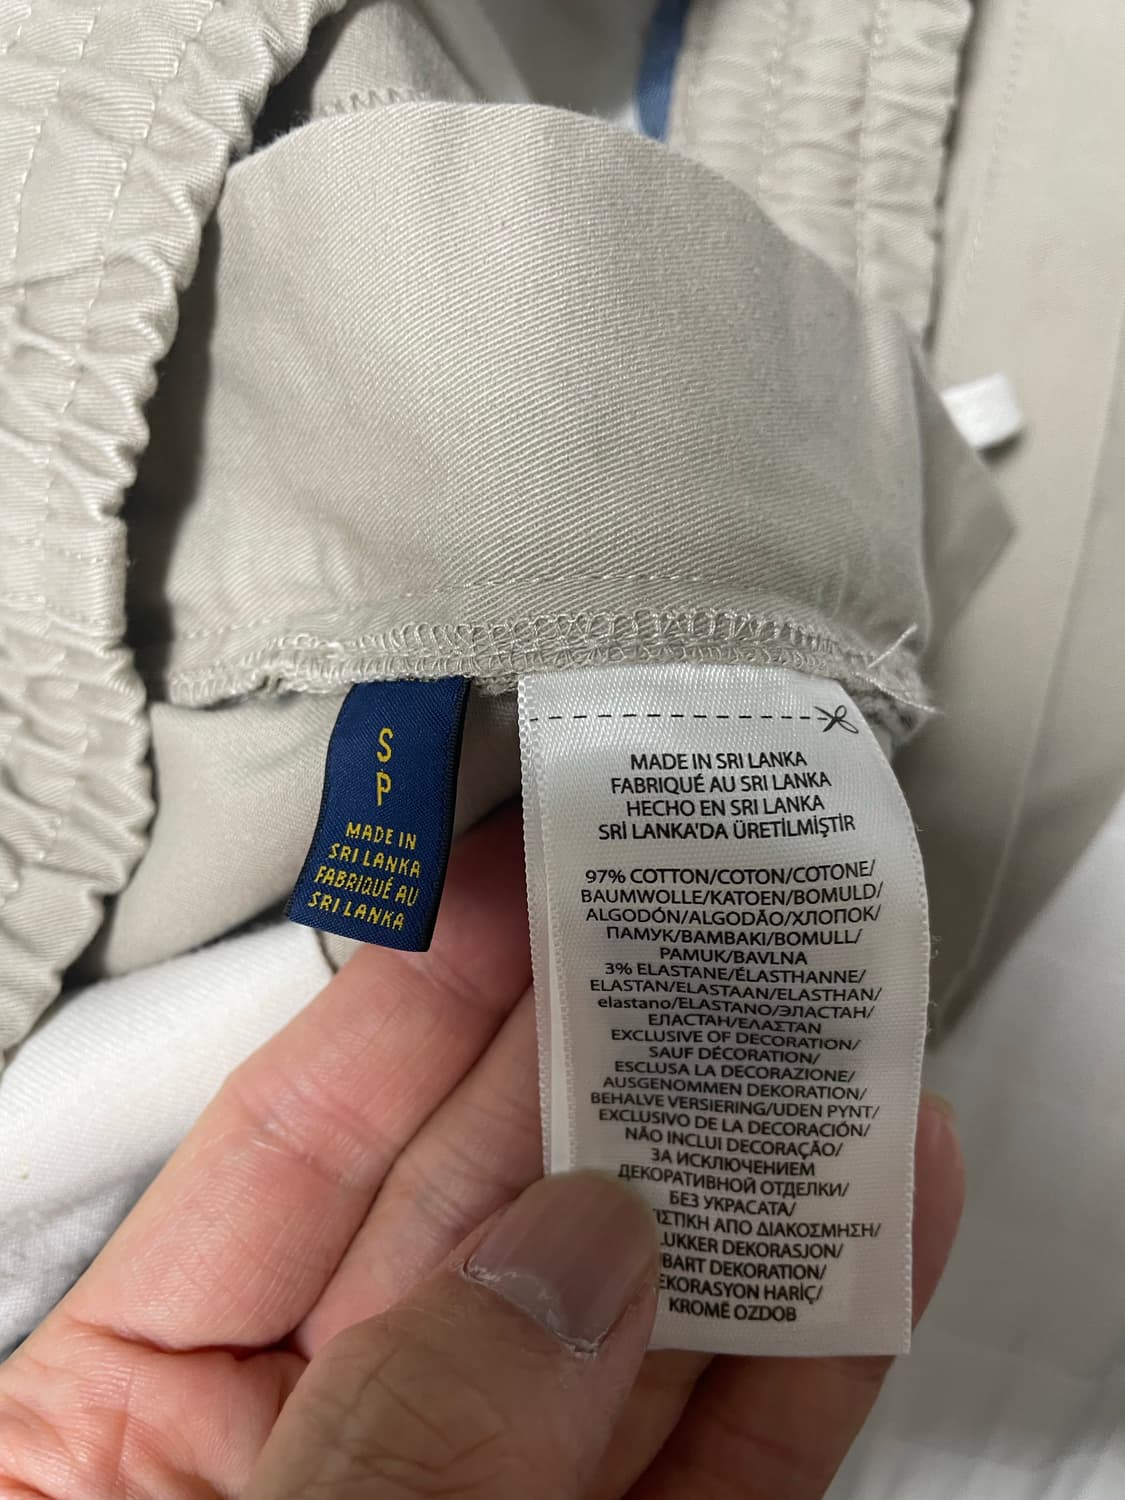 S
P
MADE IN
SRI LANKA
FABRIQUÉ AU
SRI LANKA
MADE IN SRI LANKA
FABRIQUÉ AU SRI LANKA
HECHO EN SRI LANKA
SRİ LANKA'DA ÜRETİLMİŞTİR
97% COTTON/COTON/COTONE/
BAUMWOLLE/KATOEN/BOMULD/
ALGODÓN/ALGODÃO/ХЛОПОК/
ПАМУК/ΒΑΜΒΑΚΙ/BOMULL/
PAMUK/BAVLNA
3% ELASTANE/ÉLASTHANNE/
ELASTAN/ELASTAAN/ELASTHAN/
elastano/ELASTANO/ЭЛАСТАН/
ЕЛАСТАН/ΕΛΑΣΤΑΝ
EXCLUSIVE OF DECORATION/
SAUF DÉCORATION/
ESCLUSA LA DECORAZIONE/
AUSGENOMMEN DEKORATION/
BEHALVE VERSIERING/UDEN PYNT/
EXCLUSIVO DE LA DECORACIÓN/
NÃO INCLUI DECORAÇÃO/
ЗА ИСКЛЮЧЕНИЕМ
ДЕКОРАТИВНОЙ ОТДЕЛКИ/
БЕЗ УКРАСАТА/
ΑΠΟ ΔΙΑΚΟΣΜΗΣΗ/
DEKORASJON/
DEKORATION/
HARİÇ/
KROMĚ OZDOB